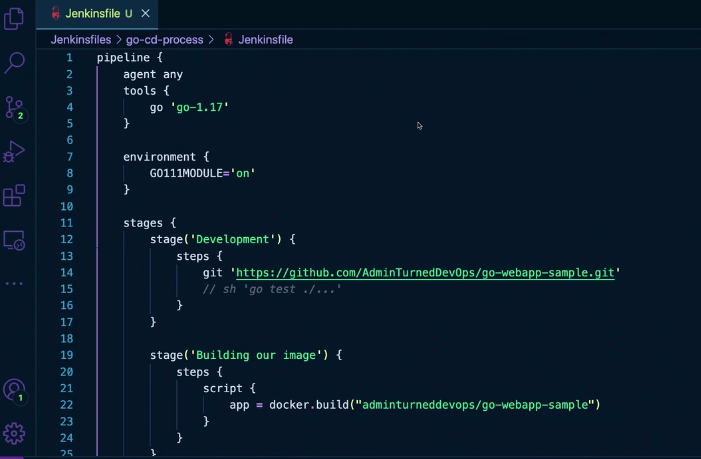 Jenkinsfile U
Jenkinsfiles > go-cd-process > Jenkinsfile
1 pipeline {
2 agent any
3 tools {
4 go 'go-1.17'
5 }
6
7 environment {
8 GO111MODULE='on'
9 }
10
11 stages {
12 stage('Development') {
13 steps {
14 git 'https://github.com/AdminTurnedDevOps/go-webapp-sample.git'
15 // sh 'go test ./...'
16 }
17 }
18
19 stage('Building our image') {
20 steps {
21 script {
22 app = docker.build("adminturneddevops/go-webapp-sample")
23 }
24 }
25 }
2
1